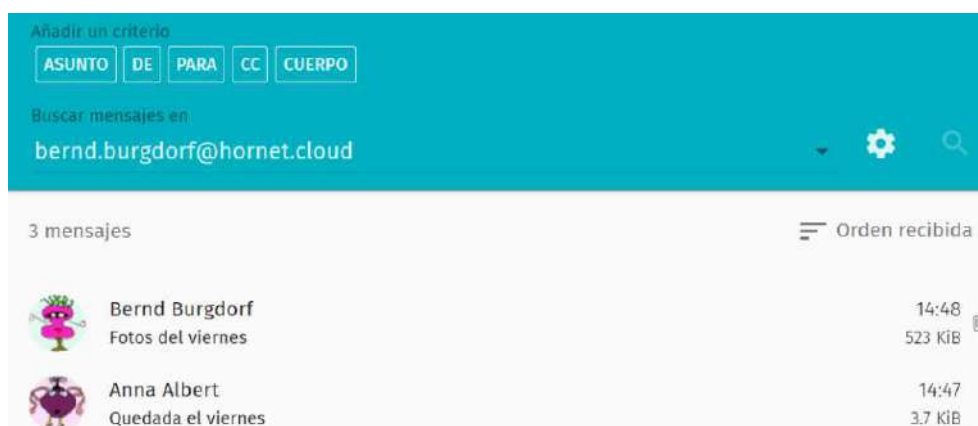 Añadir un criterio
ASUNTO DE PARA CC CUERPO
Buscar mensajes en
bernd.burgdorf@hornet.cloud
3 mensajes Orden recibida
Bernd Burgdorf 14:48
Fotos del viernes 523 KiB
Anna Albert 14:47
Quedada el viernes 3.7 KiB